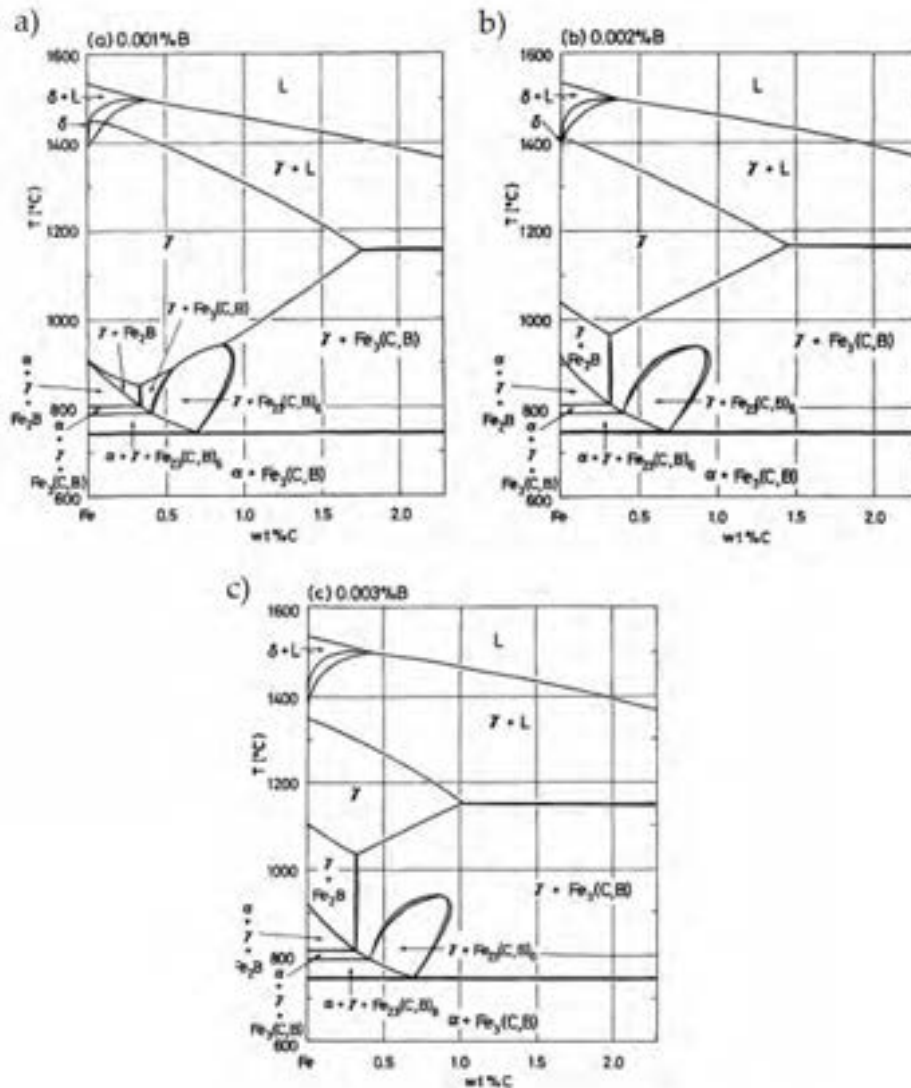 a)
(a) 0.001%B
1600
1400
1200
1000
800
600
T [°C]
L
δ+L
δ
γ + L
γ
γ + Fe₃(C,B)
γ + Fe₂B
γ + Fe₃(C,B)
α + γ + Fe₂B
γ + Fe₂₃(C,B)₆
α + γ + Fe₃(C,B)
α + γ + Fe₂₃(C,B)₆
α + Fe₃(C,B)
Fe 0.5 1.0 1.5 2.0
wt%C
b)
(b) 0.002%B
1600
1400
1200
1000
800
600
T [°C]
L
δ+L
δ
γ + L
γ
γ + Fe₂B
γ + Fe₃(C,B)
α + γ + Fe₂B
γ + Fe₂₃(C,B)₆
α + γ + Fe₃(C,B)
α + γ + Fe₂₃(C,B)₆
α + Fe₃(C,B)
Fe 0.5 1.0 1.5 2.0
wt%C
c)
(c) 0.003%B
1600
1400
1200
1000
800
600
T [°C]
L
δ+L
γ + L
γ
γ + Fe₂B
γ + Fe₃(C,B)
α + γ + Fe₂B
γ + Fe₂₃(C,B)₆
α + γ + Fe₃(C,B)
α + γ + Fe₂₃(C,B)₆
α + Fe₃(C,B)
Fe 0.5 1.0 1.5 2.0
wt%C